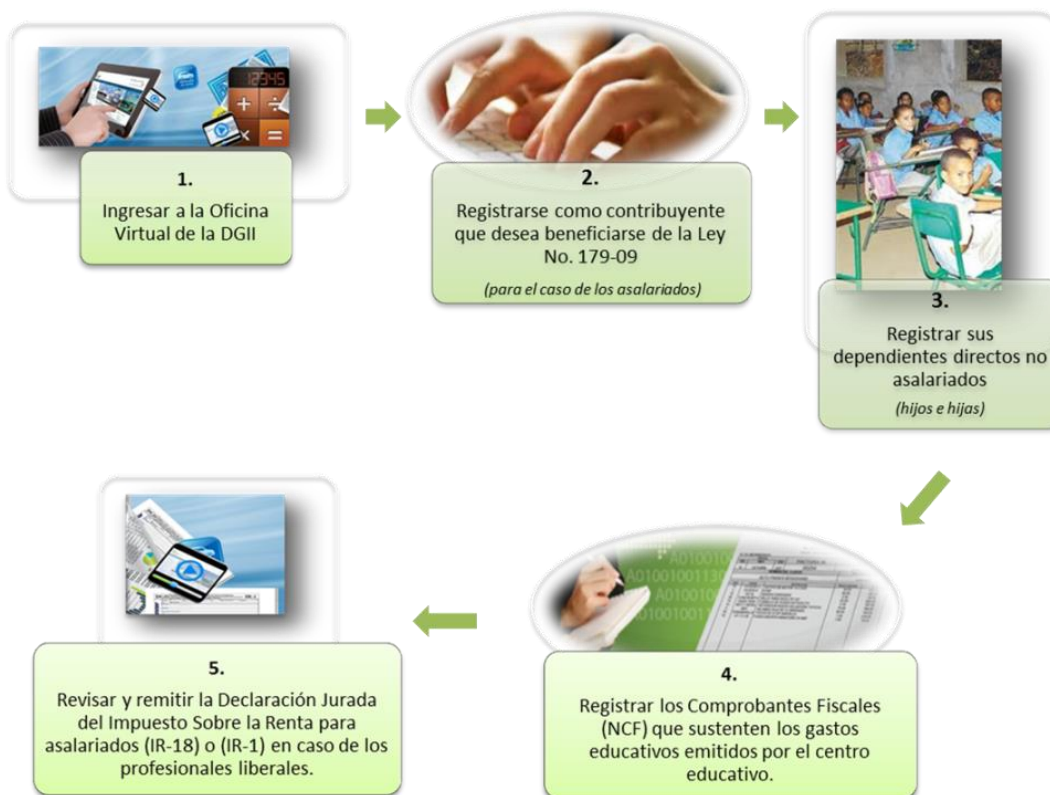 12345
1.
Ingresar a la Oficina
Virtual de la DGII
2.
Registrarse como contribuyente
que desea beneficiarse de la Ley
No. 179-09
(para el caso de los asalariados)
3.
Registrar sus
dependientes directos no
asalariados
(hijos e hijas)
4.
Registrar los Comprobantes Fiscales
(NCF) que sustenten los gastos
educativos emitidos por el centro
educativo.
5.
Revisar y remitir la Declaración Jurada
del Impuesto Sobre la Renta para
asalariados (IR-18) o (IR-1) en caso de los
profesionales liberales.